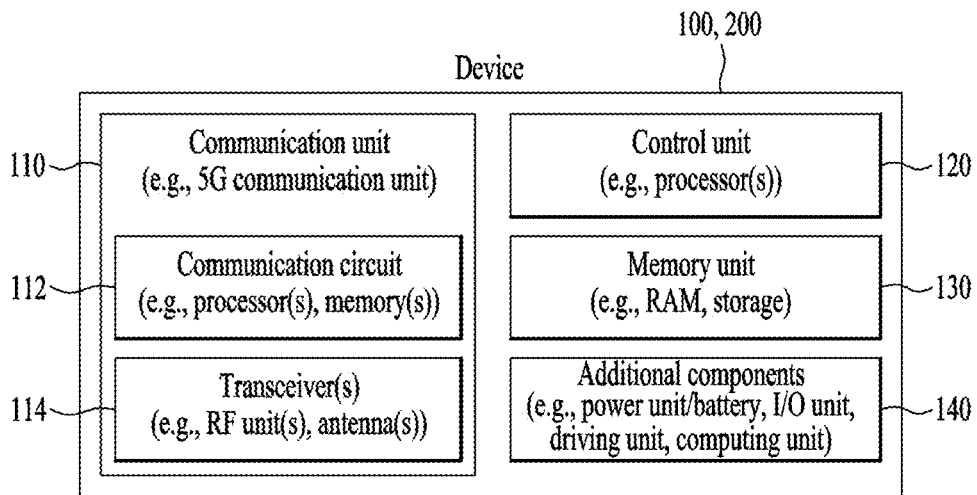 100, 200
Device
110
Communication unit
(e.g., 5G communication unit)
112
Communication circuit
(e.g., processor(s), memory(s))
114
Transceiver(s)
(e.g., RF unit(s), antenna(s))
Control unit
(e.g., processor(s))
120
Memory unit
(e.g., RAM, storage)
130
Additional components
(e.g., power unit/battery, I/O unit,
driving unit, computing unit)
140